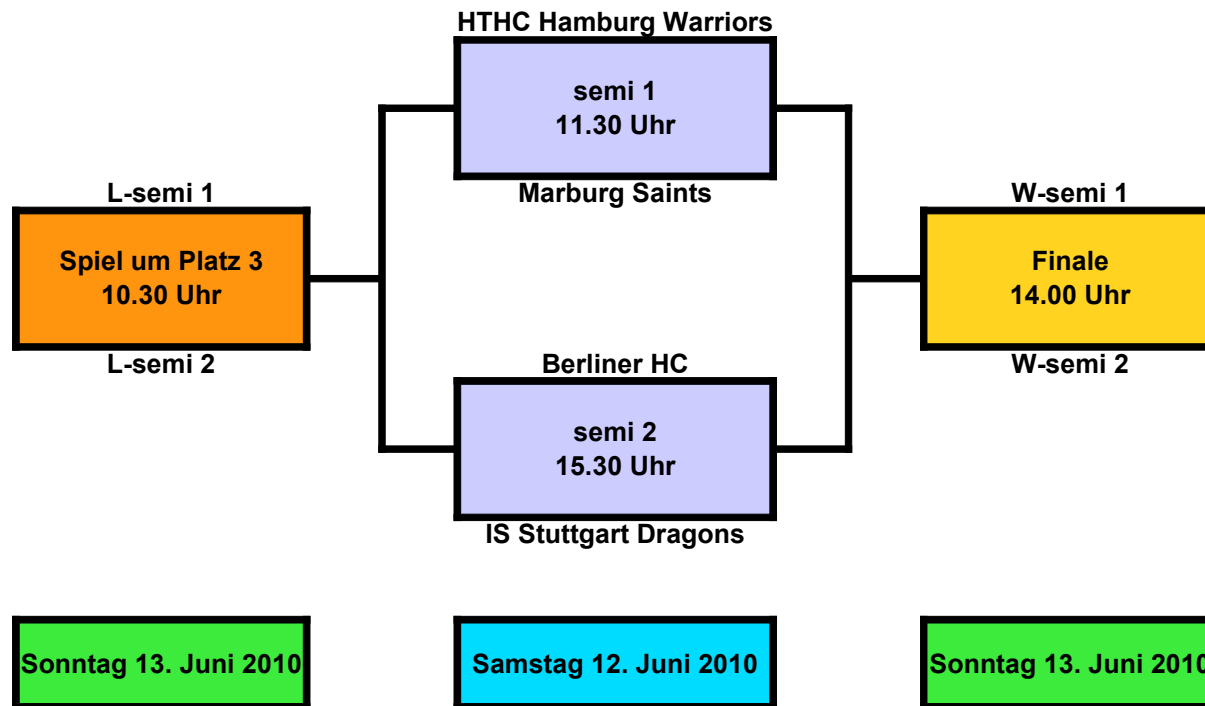 HTHC Hamburg Warriors
semi 1
11.30 Uhr
Marburg Saints
L-semi 1
Spiel um Platz 3
10.30 Uhr
L-semi 2
W-semi 1
Finale
14.00 Uhr
W-semi 2
Berliner HC
semi 2
15.30 Uhr
IS Stuttgart Dragons
Sonntag 13. Juni 2010
Samstag 12. Juni 2010
Sonntag 13. Juni 2010